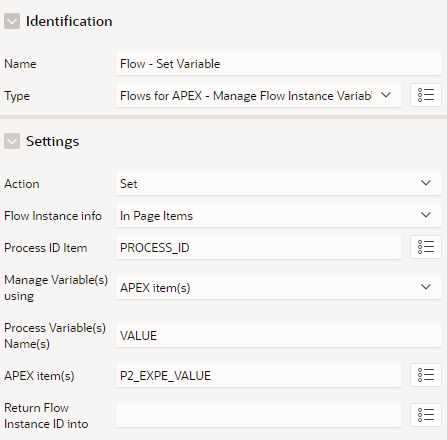 Identification
Name Flow - Set Variable
Type Flows for APEX - Manage Flow Instance Variabl
Settings
Action Set
Flow Instance info In Page Items
Process ID Item PROCESS_ID
Manage Variable(s)
using
APEX item(s)
Process Variable(s)
Name(s)
VALUE
APEX item(s) P2_EXPE_VALUE
Return Flow
Instance ID into